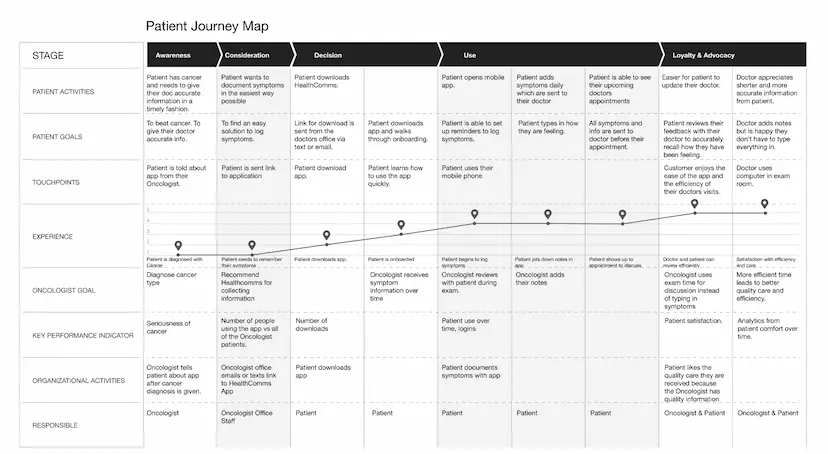 Patient Journey Map
STAGE
Awareness
Consideration
Decision
Use
Loyalty & Advocacy
PATIENT ACTIVITIES
Patient has cancer
and needs to give
their doc accurate
information in a
timely fashion.
Patient wants to
document symptoms
in the easiest way
possible
Patient downloads
HealthComms.
Patient opens mobile
app.
Patient adds
symptoms daily
which are sent to
their doctor
Patient is able to see
their upcoming
doctors
appointments
Easier for patient to
update their doctor.
Doctor appreciates
shorter and more
accurate information
from patient.
PATIENT GOALS
To beat cancer. To
give their doctor
accurate info.
To find an easy
solution to log
symptoms.
Link for download is
sent from the
doctors office via
text or email.
Patient downloads
app and walks
through onboarding.
Patient is able to set
up reminders to log
symptoms.
Patient types in how
they are feeling.
All symptoms and
info are sent to
doctor before their
appointment.
Patient reviews their
feedback with their
doctor to accurately
recall how they have
been feeling.
Doctor adds notes
but is happy they
don't have to type
everything in.
TOUCHPOINTS
Patient is told about
app from their
Oncologist.
Patient is sent link
to application
Patient download
app.
Patient learns how
to use the app
quickly.
Patient uses their
mobile phone
Customer enjoys the
ease of the app and
the efficiency of
their doctors visits.
Doctor uses
computer in exam
room.
EXPERIENCE
5
4
3
2
1
Patient is diagnosed with
Cancer
Patient needs to remember
their symptoms
Patient downloads app.
Patient is onboarded
Patient begins to log
symptoms
Patient jots down notes in
app
Patient shows up to
appointment to discuss.
Doctor and patient can
review efficiently.
Satisfaction with efficiency
and care.
ONCOLOGIST GOAL
Diagnose cancer
type
Recommend
Healthcomms for
collecting
information
Oncologist receives
symptom
information over
time
Oncologist reviews
with patient during
exam.
Oncologist adds
their notes
Oncologist uses
exam time for
discussion instead
of typing in
symptoms
More efficient time
leads to better
quality care and
efficiency.
KEY PERFORMANCE INDICATOR
Seriousness of
cancer
Number of people
using the app vs all
of the Oncologist
patients.
Number of
downloads
Patient use over
time, logins
Patient satisfaction.
Analytics from
patient comfort over
time.
ORGANIZATIONAL ACTIVITIES
Oncologist tells
patient about app
after cancer
diagnosis is given.
Oncologist office
emails or texts link
to HealthComms
App
Patient downloads
app
Patient documents
symptoms with app
Patient likes the
quality care they are
received because
the Oncologist has
quality information
RESPONSIBLE
Oncologist
Oncologist Office
Staff
Patient
Patient
Patient
Patient
Patient
Oncologist & Patient
Oncologist & Patient